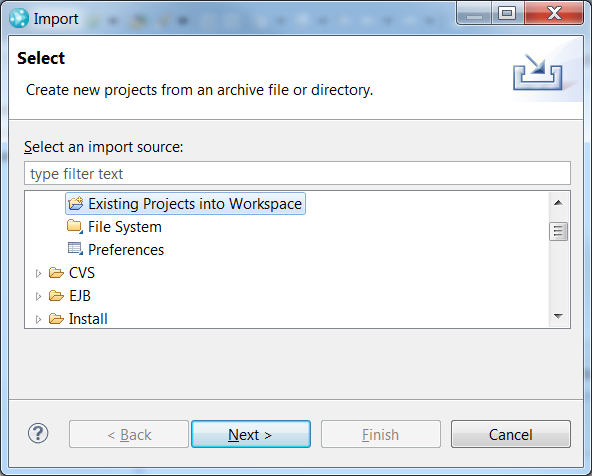 Import
Select
Create new projects from an archive file or directory.
Select an import source:
type filter text
Existing Projects into Workspace
File System
Preferences
CVS
EJB
Install
?
< Back
Next >
Finish
Cancel